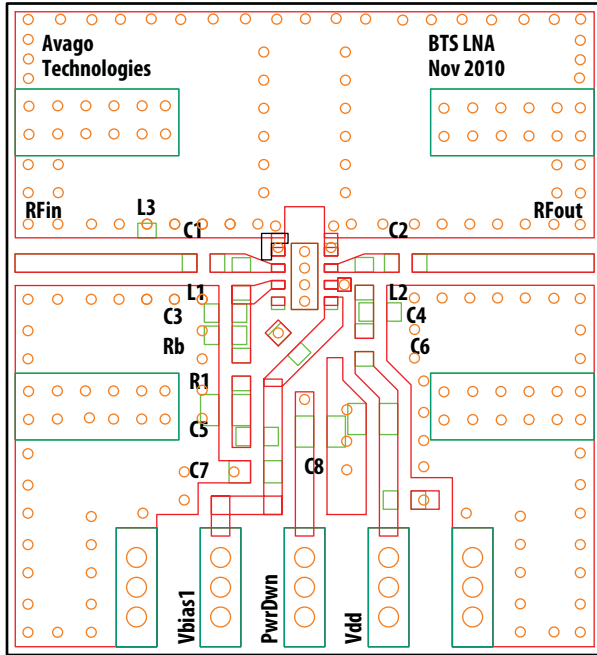 Avago
Technologies
BTS LNA
Nov 2010
RFin
L3
RFout
C1
C2
L1
L2
C3
C4
Rb
C6
R1
C5
C7
C8
Vbias1
PwrDwn
Vdd